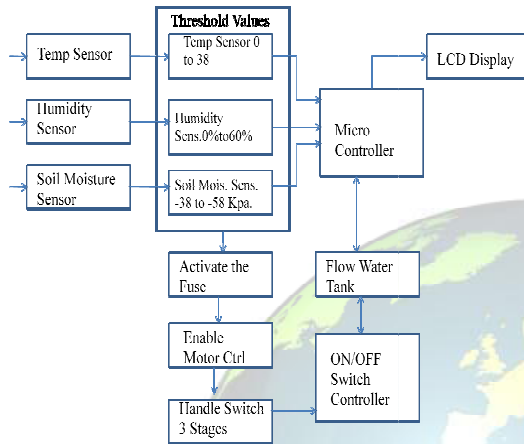 Threshold Values
Temp Sensor
Temp Sensor 0
to 38
LCD Display
Humidity
Sensor
Humidity
Sens.0%to60%
Micro
Controller
Soil Moisture
Sensor
Soil Mois. Sens.
-38 to -58 Kpa.
Activate the
Fuse
Flow Water
Tank
Enable
Motor Ctrl
ON/OFF
Switch
Controller
Handle Switch
3 Stages